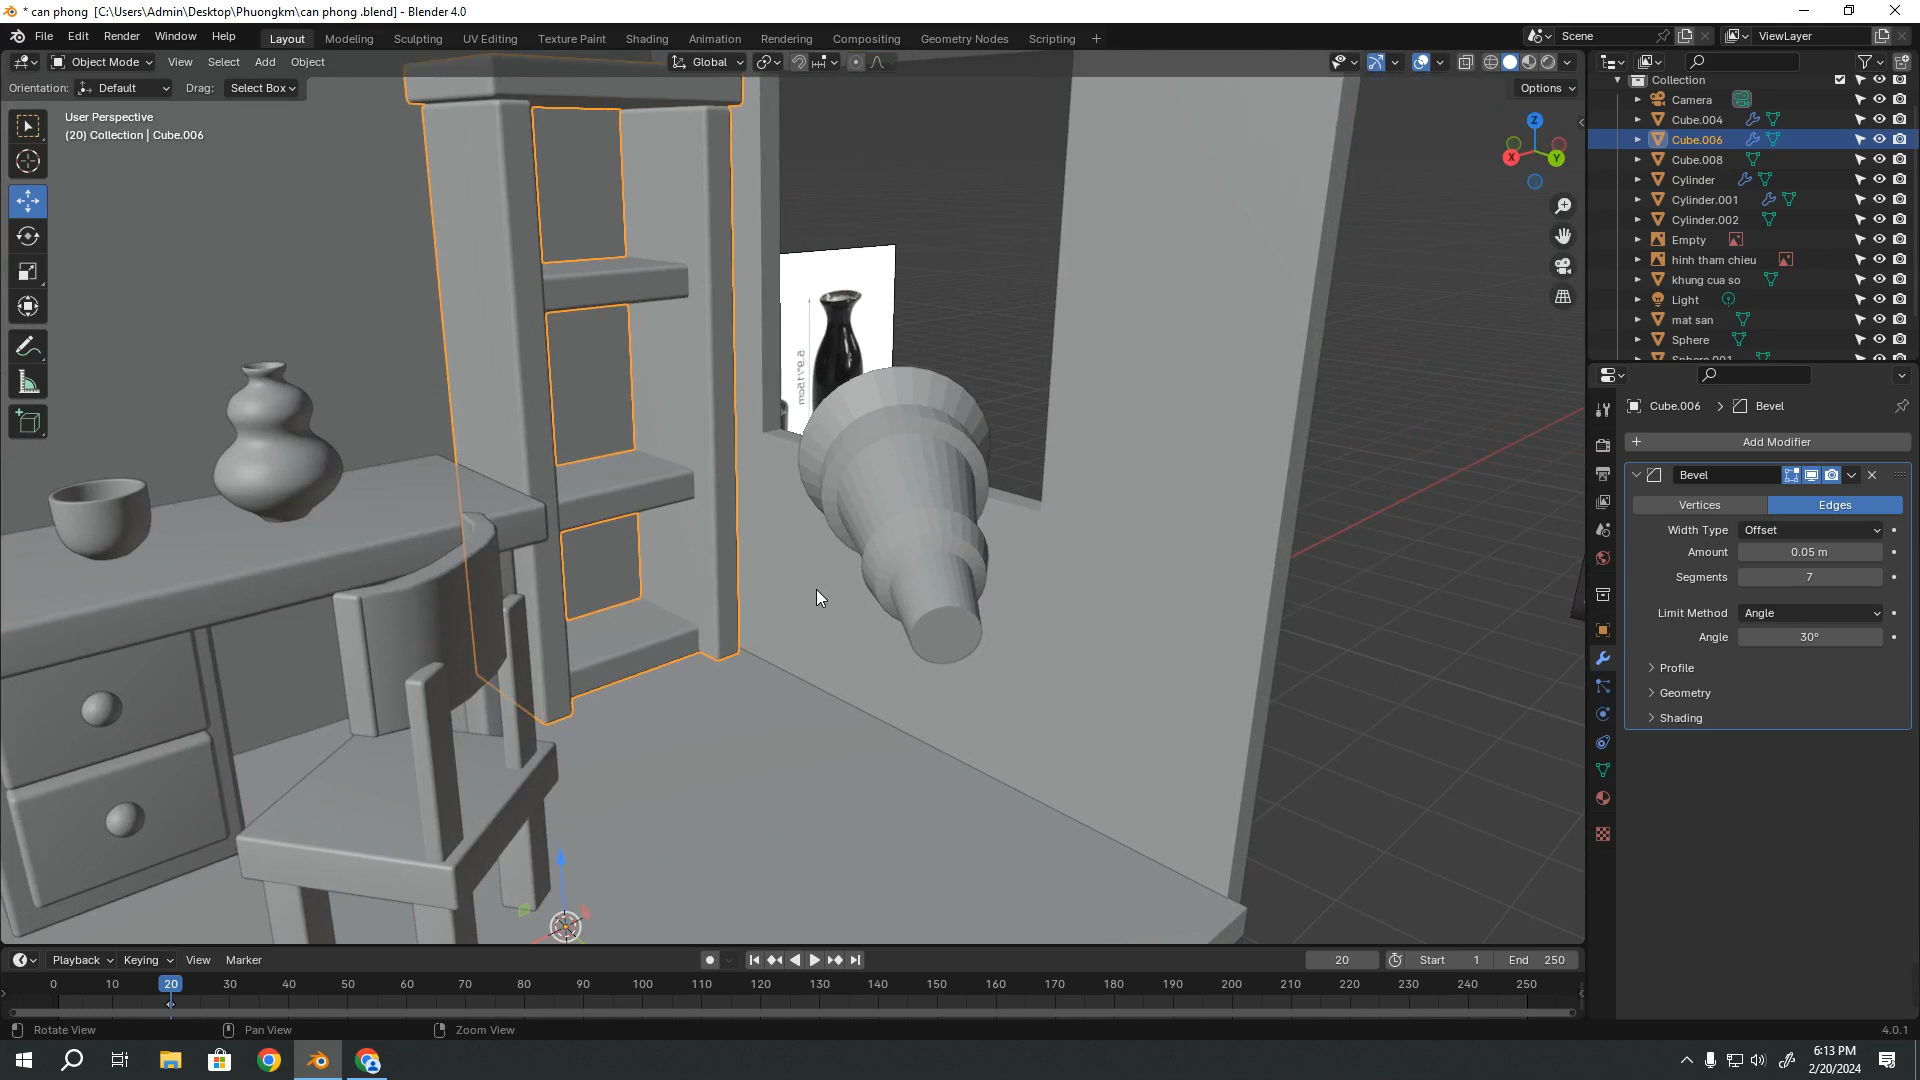 * can phong  [C:\Users\Admin\Desktop\Phuongkm\can phong .blend] - Blender 4.0
File Edit Render Window Help
Layout Modeling Sculpting UV Editing Texture Paint Shading Animation Rendering Compositing Geometry Nodes Scripting
Scene
ViewLayer
Object Mode View Select Add Object
Global
Orientation: Default Drag: Select Box
Options
User Perspective
(20) Collection | Cube.006
Z
X
Y
5.9"/15cm
Collection
Camera
Cube.004
Cube.006
Cube.008
Cylinder
Cylinder.001
Cylinder.002
Empty
hinh tham chieu
khung cua so
Light
mat san
Sphere
Sphere.001
Cube.006 Bevel
Add Modifier
Bevel
Vertices Edges
Width Type Offset
Amount 0.05 m
Segments 7
Limit Method Angle
Angle 30°
Profile
Geometry
Shading
Playback Keying View Marker
20
Start 1 End 250
0 10 20 30 40 50 60 70 80 90 100 110 120 130 140 150 160 170 180 190 200 210 220 230 240 250
Rotate View Pan View Zoom View
4.0.1
6:13 PM
2/20/2024